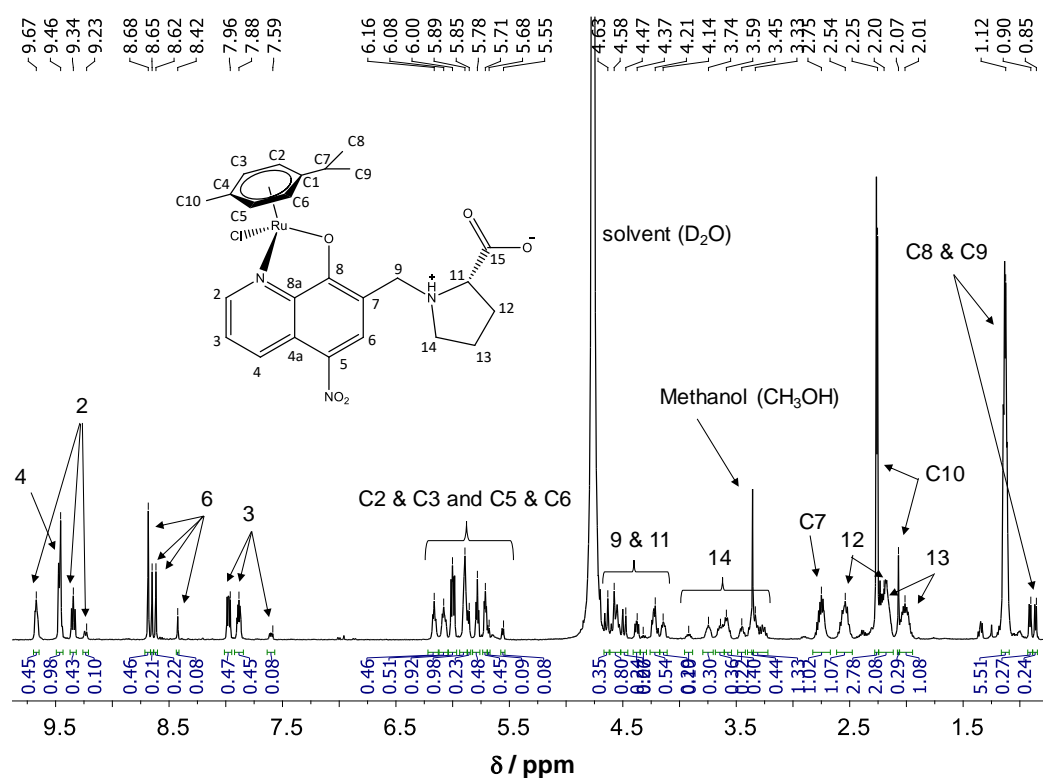 9.67 9.46 9.34 9.23 8.68 8.65 8.62 8.42 7.96 7.88 7.59 6.16 6.08 6.00 5.89 5.85 5.78 5.71 5.68 5.55 4.63 4.58 4.47 4.37 4.21 4.14 3.74 3.59 3.45 3.33 2.75 2.54 2.25 2.20 2.07 2.01 1.12 0.90 0.85
C8
C2 C7
C3 C9
C4 C1
C10 C6
C5
Ru
Cl O
O O⁻
15
N 8 9 11
8a N H +
2 7 12
3 6 14 13
4a 5
4
NO₂
solvent (D₂O)
C8 & C9
Methanol (CH₃OH)
2
4 6 C2 & C3 and C5 & C6 C10
3 9 & 11 14 C7 12 13
0.45 0.98 0.43 0.10 0.46 0.21 0.22 0.08 0.47 0.45 0.08 0.46 0.51 0.92 0.98 0.23 0.48 0.45 0.09 0.08 0.35 0.80 0.54 0.30 0.36 0.40 0.44 1.33 1.02 1.07 2.78 2.08 0.29 1.08 5.51 0.27 0.24
9.5 8.5 7.5 6.5 5.5 4.5 3.5 2.5 1.5
δ / ppm